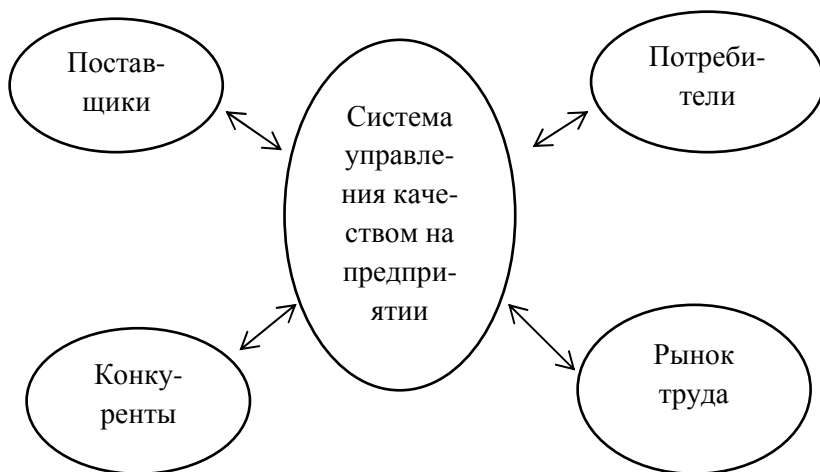 Постав-
щики
Потреби-
тели
Система
управле-
ния каче-
ством на
предпри-
ятии
Конку-
ренты
Рынок
труда